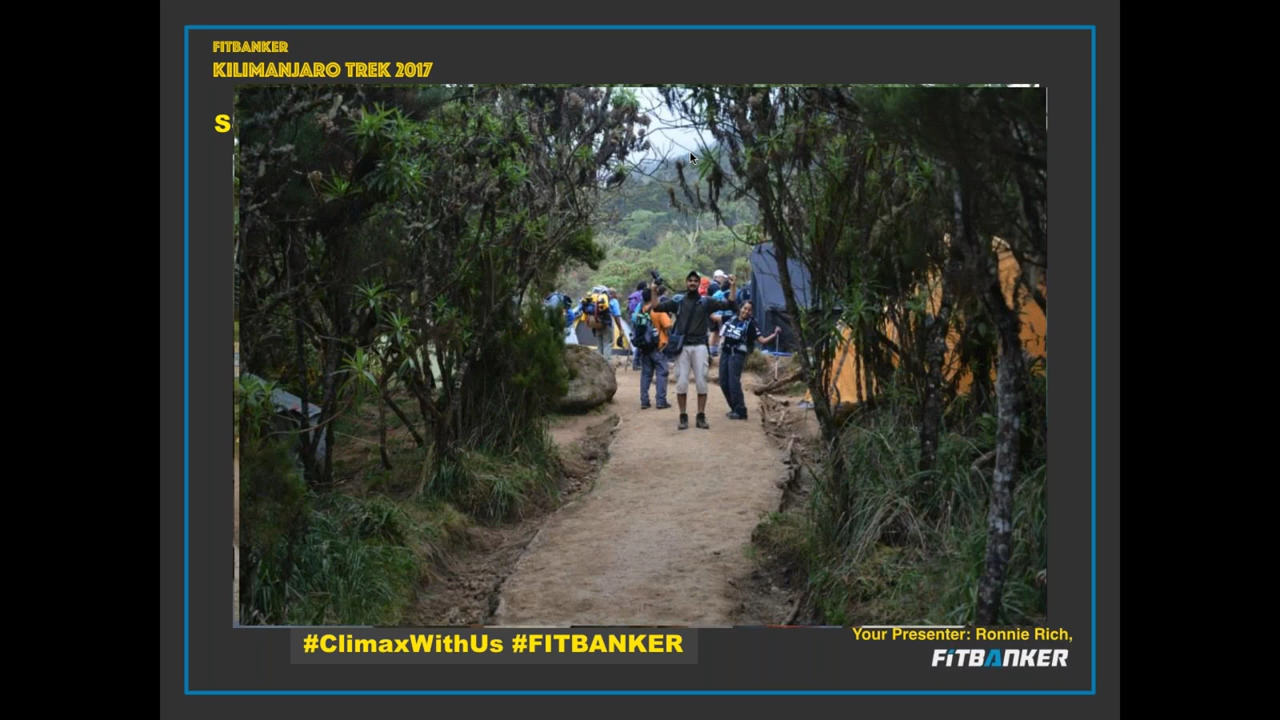 FITBANKER
KILIMANJARO TREK 2017
S
#ClimaxWithUs #FITBANKER
Your Presenter: Ronnie Rich,
FiTBANKER